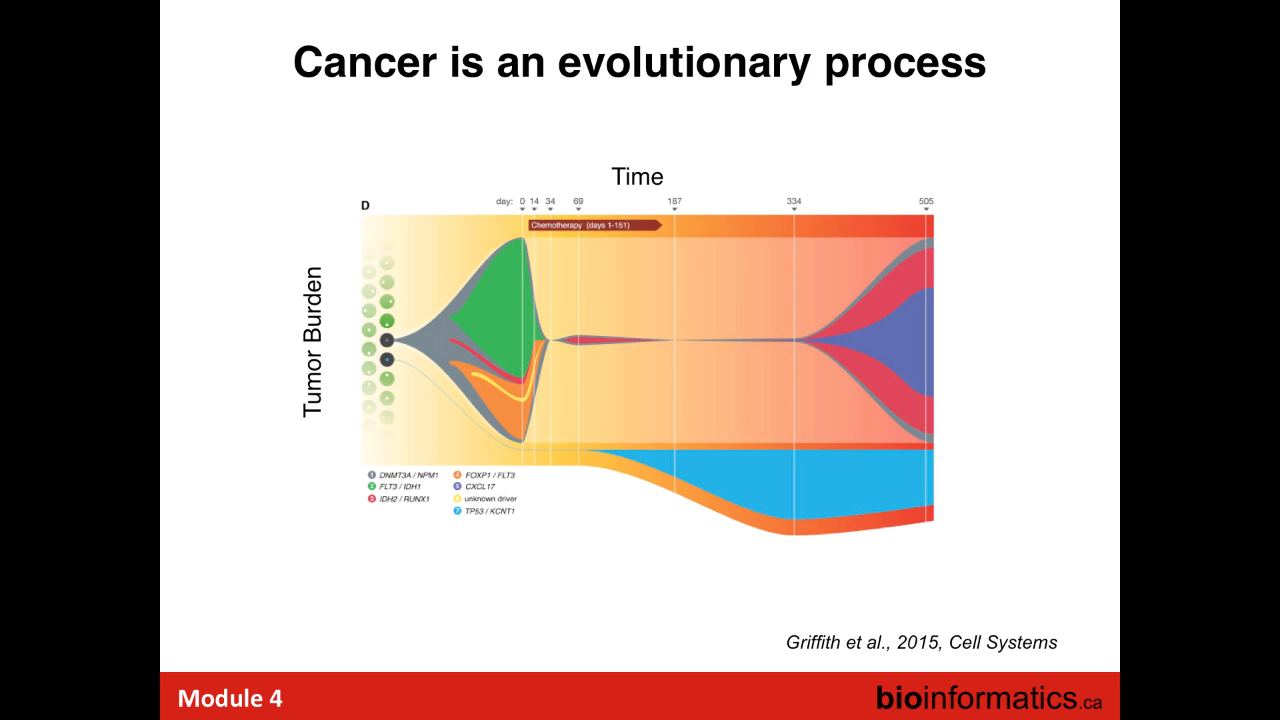 Cancer is an evolutionary process
Time
D
day: 0 14 34 69 187 334 505
Chemotherapy (days 1-151)
Tumor Burden
1 DNMT3A / NPM1
2 FLT3 / IDH1
3 IDH2 / RUNX1
4 FOXP1 / FLT3
5 CXCL17
6 unknown driver
7 TP53 / KCNT1
Griffith et al., 2015, Cell Systems
Module 4
bioinformatics.ca